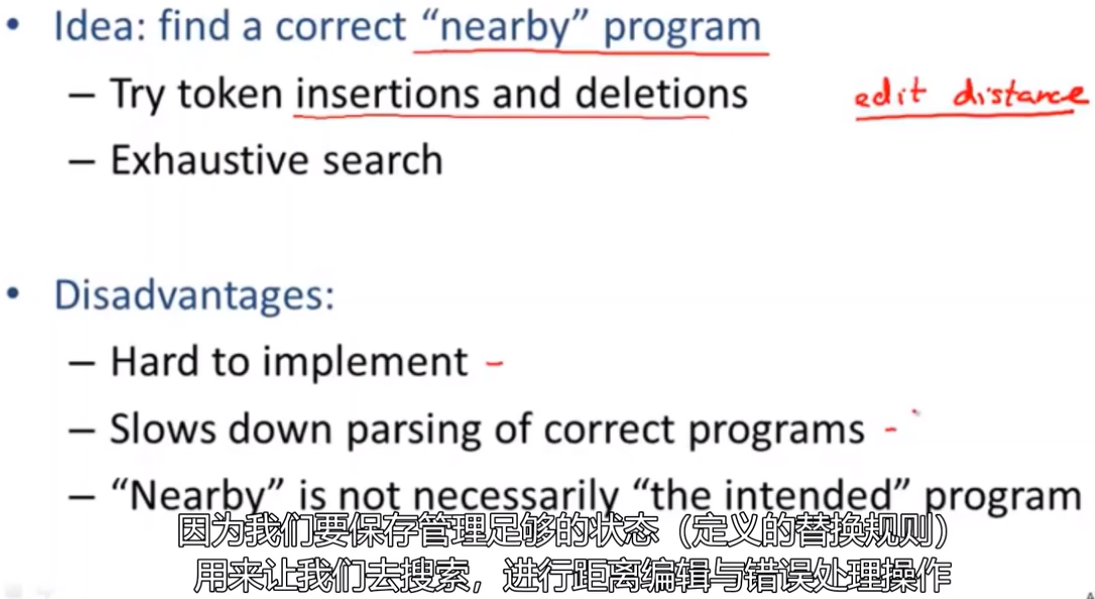 • Idea: find a correct “nearby” program
– Try token insertions and deletions edit distance
– Exhaustive search
• Disadvantages:
– Hard to implement -
– Slows down parsing of correct programs -
– “Nearby” is not necessarily “the intended” program
因为我们要保存管理足够的状态（定义的替换规则）
用来让我们去搜索，进行距离编辑与错误处理操作